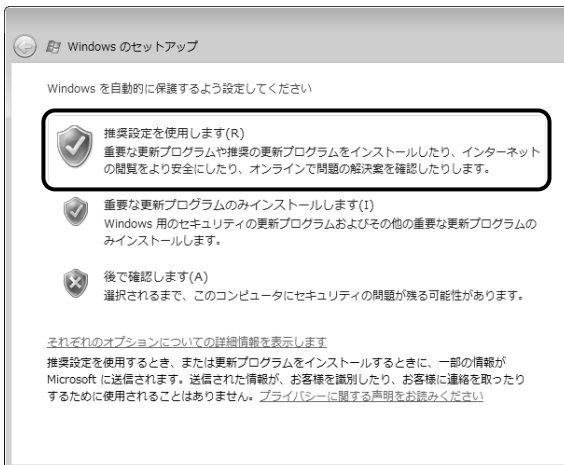 Windows のセットアップ
Windows を自動的に保護するよう設定してください
推奨設定を使用します(R)
重要な更新プログラムや推奨の更新プログラムをインストールしたり、インターネット
の閲覧をより安全にしたり、オンラインで問題の解決案を確認したりします。
重要な更新プログラムのみインストールします(I)
Windows 用のセキュリティの更新プログラムおよびその他の重要な更新プログラムの
みインストールします。
後で確認します(A)
選択されるまで、このコンピュータにセキュリティの問題が残る可能性があります。
それぞれのオプションについての詳細情報を表示します
推奨設定を使用するとき、または更新プログラムをインストールするときに、一部の情報が
Microsoft に送信されます。送信された情報が、お客様を識別したり、お客様に連絡を取ったり
するために使用されることはありません。プライバシーに関する声明をお読みください